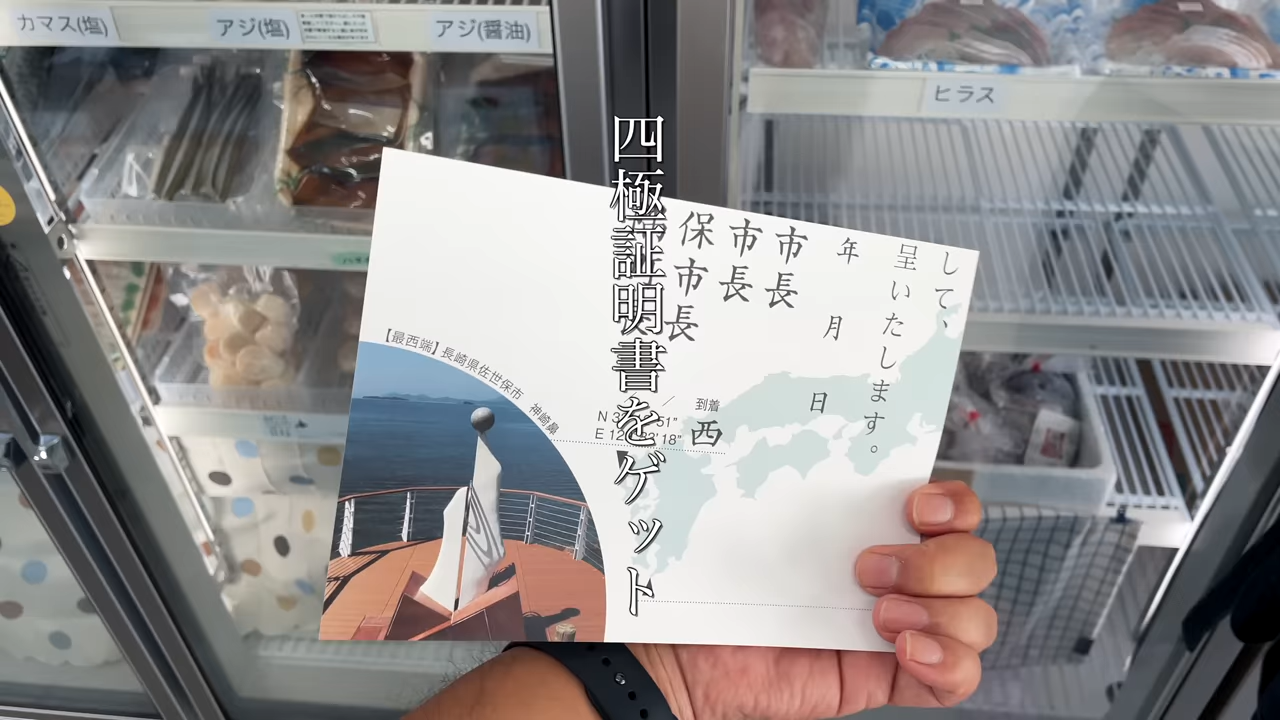 カマス(塩)
アジ(塩)
アジ(醤油)
ヒラス
四極証明書をゲット
して、
呈いたします。
年 月 日
市長
市長
保市長
【最西端】長崎県佐世保市 神崎鼻
到着
西